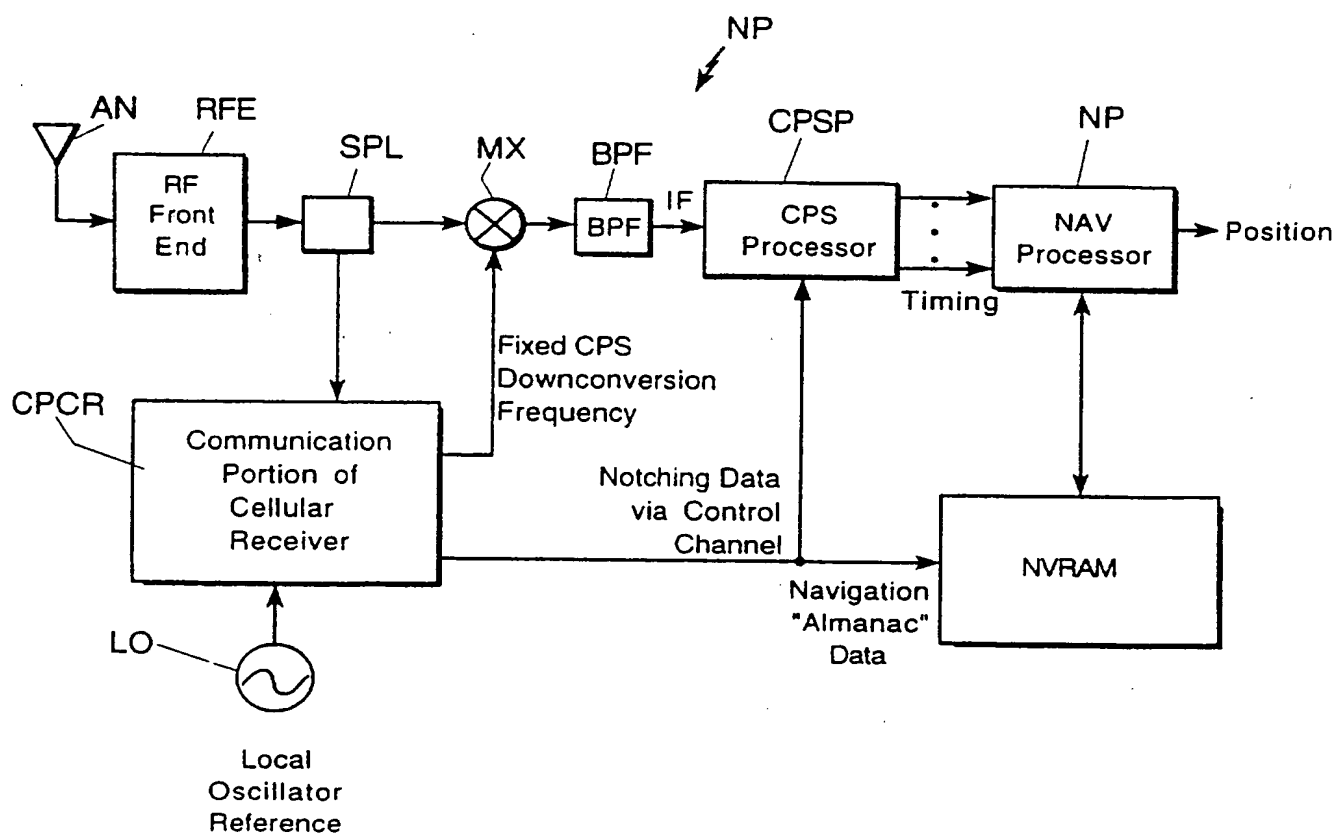 NP
AN
RFE
SPL
MX
BPF
CPSP
NP
RF
Front
End
BPF
IF
CPS
Processor
NAV
Processor
Position
Timing
Fixed CPS
Downconversion
Frequency
CPCR
Communication
Portion of
Cellular
Receiver
Notching Data
via Control
Channel
Navigation
"Almanac"
Data
NVRAM
LO
Local
Oscillator
Reference